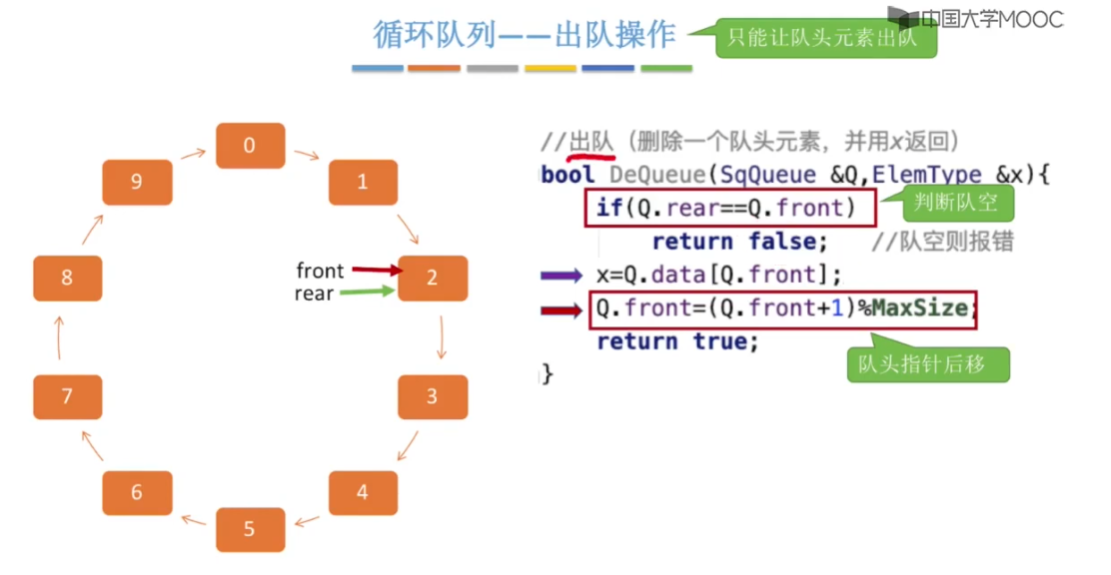 中国大学MOOC
循环队列——出队操作
只能让队头元素出队
//出队（删除一个队头元素，并用x返回）
bool DeQueue(SqQueue &Q,ElemType &x){
if(Q.rear==Q.front)
判断队空
return false; //队空则报错
x=Q.data[Q.front];
Q.front=(Q.front+1)%MaxSize;
return true;
队头指针后移
}
0
9
1
8
front
rear
2
7
3
6
4
5